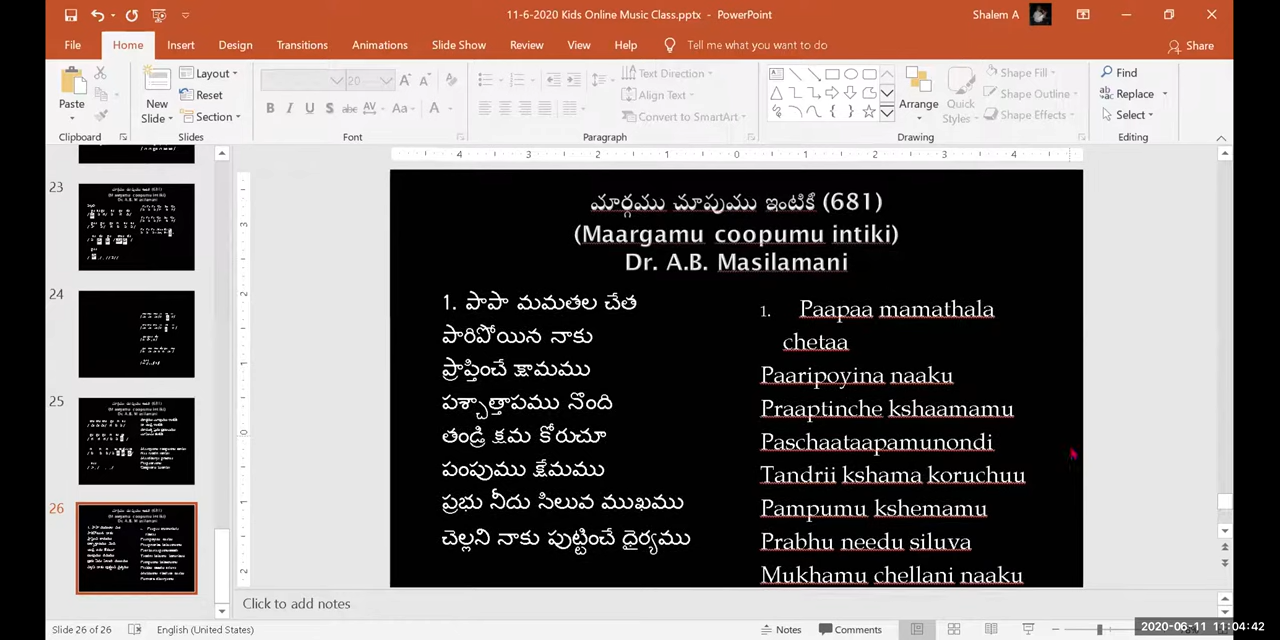 11-6-2020 Kids Online Music Class.pptx - PowerPoint
Shalem A
File Home Insert Design Transitions Animations Slide Show Review View Help Tell me what you want to do Share
Paste
Clipboard
New Slide
Layout
Reset
Section
Slides
20
Font
Text Direction
Align Text
Convert to SmartArt
Paragraph
Arrange
Quick Styles
Shape Fill
Shape Outline
Shape Effects
Drawing
Find
Replace
Select
Editing
23
24
25
26
మార్గము చూపుము ఇంటికి (681)
(Maargamu coopumu intiki)
Dr. A.B. Masilamani
1. పాపా మమతల చేత
పారిపోయిన నాకు
ప్రాప్తించే క్షామము
పశ్చాత్తాపము నొంది
తండ్రి క్షమ కోరుచూ
పంపుము క్షేమము
ప్రభు నీదు సిలువ ముఖము
చెల్లని నాకు పుట్టించే ధైర్యము
1. Paapaa mamathala
chetaa
Paaripoyina naaku
Praaptinche kshaamamu
Paschaataapamunondi
Tandrii kshama koruchuu
Pampumu kshemamu
Prabhu needu siluva
Mukhamu chellani naaku
Click to add notes
Slide 26 of 26 English (United States) Notes Comments
2020-06-11 11:04:42